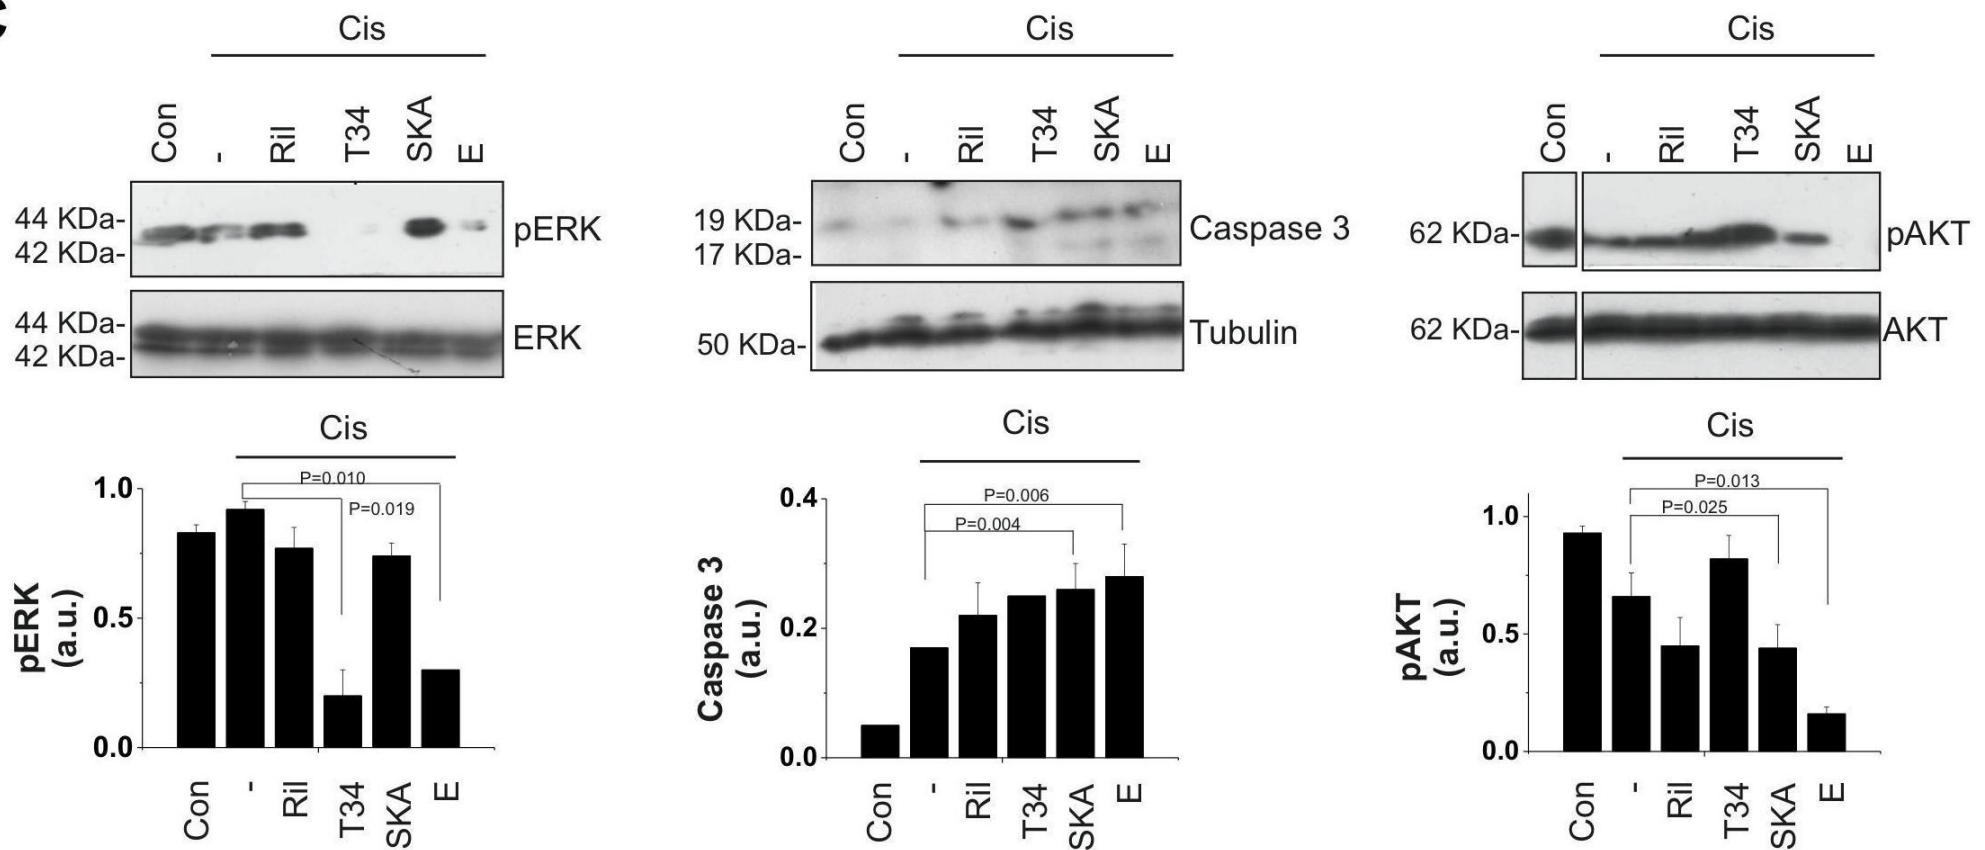 C
Cis
Con - Ril T34 SKA E
44 KDa-
42 KDa-
pERK
44 KDa-
42 KDa-
ERK
Cis
P=0.010
P=0.019
1.0
0.5
0.0
pERK
(a.u.)
Con - Ril T34 SKA E
Cis
Con - Ril T34 SKA E
19 KDa-
17 KDa-
Caspase 3
50 KDa-
Tubulin
Cis
P=0.006
P=0.004
0.4
0.2
0.0
Caspase 3
(a.u.)
Con - Ril T34 SKA E
Cis
Con - Ril T34 SKA E
62 KDa-
pAKT
62 KDa-
AKT
Cis
P=0.013
P=0.025
1.0
0.5
0.0
pAKT
(a.u.)
Con - Ril T34 SKA E